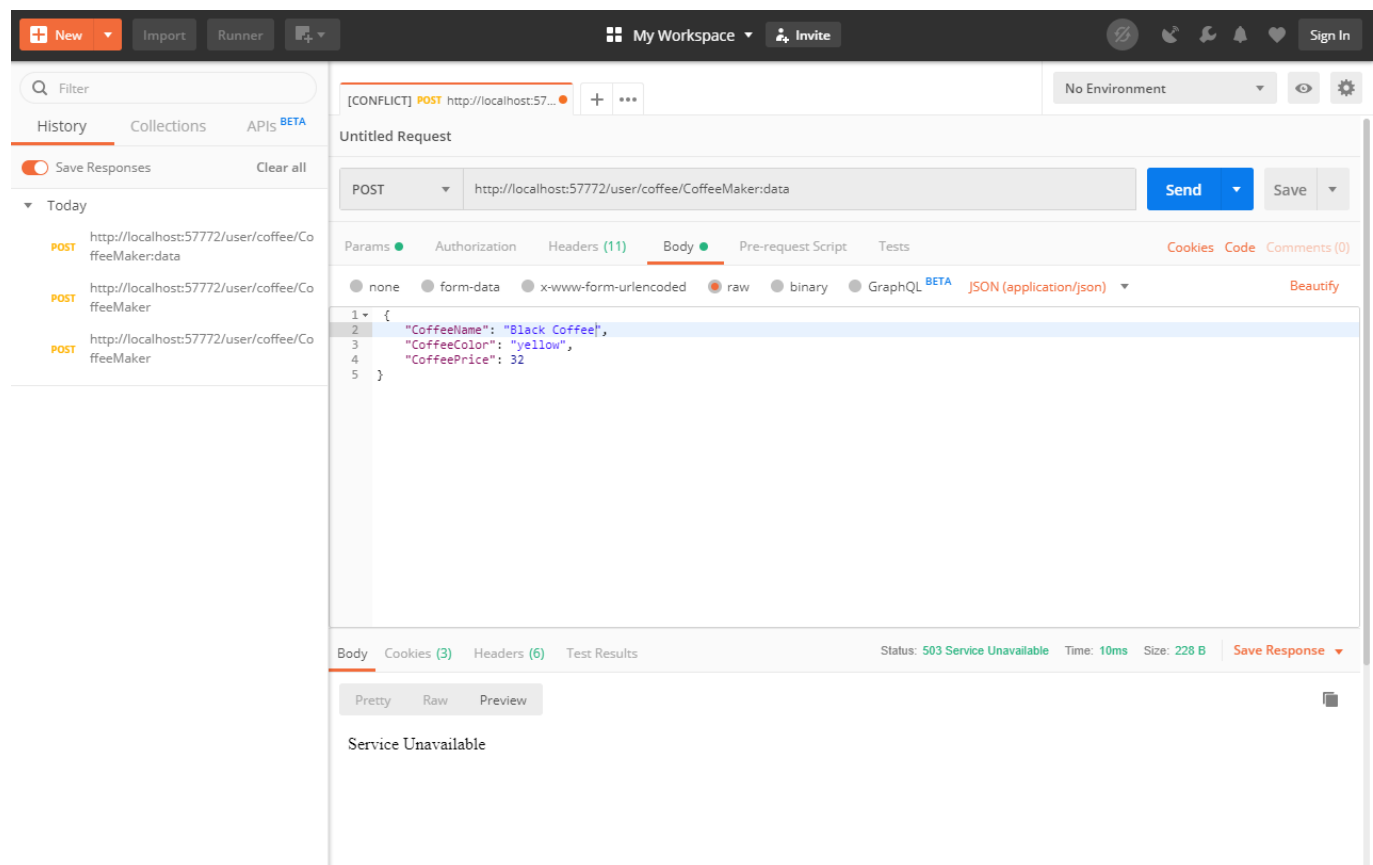 New Import Runner My Workspace Invite Sign In
Filter
History Collections APIs BETA
Save Responses Clear all
Today
POST http://localhost:57772/user/coffee/Co
ffeeMaker:data
POST http://localhost:57772/user/coffee/Co
ffeeMaker
POST http://localhost:57772/user/coffee/Co
ffeeMaker
[CONFLICT] POST http://localhost:57... + •••
No Environment
Untitled Request
POST http://localhost:57772/user/coffee/CoffeeMaker:data Send Save
Params Authorization Headers (11) Body Pre-request Script Tests Cookies Code Comments (0)
none form-data x-www-form-urlencoded raw binary GraphQL BETA JSON (application/json) Beautify
1 {
2 "CoffeeName": "Black Coffee",
3 "CoffeeColor": "yellow",
4 "CoffeePrice": 32
5 }
Body Cookies (3) Headers (6) Test Results Status: 503 Service Unavailable Time: 10ms Size: 228 B Save Response
Pretty Raw Preview
Service Unavailable